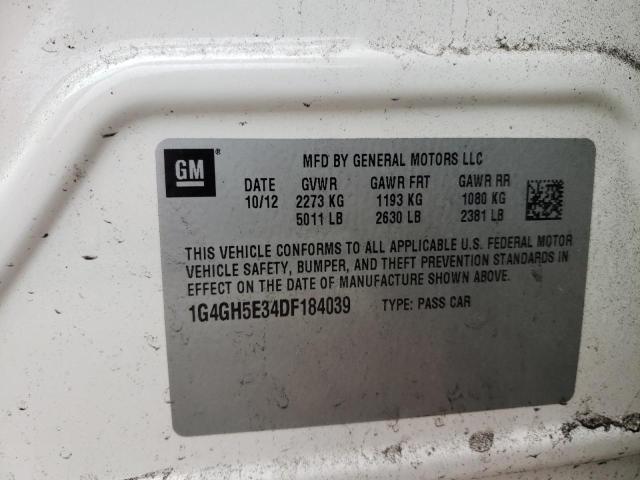 GM ®
MFD BY GENERAL MOTORS LLC
DATE GVWR GAWR FRT GAWR RR
10/12 2273 KG 1193 KG 1080 KG
5011 LB 2630 LB 2381 LB
THIS VEHICLE CONFORMS TO ALL APPLICABLE U.S. FEDERAL MOTOR
VEHICLE SAFETY, BUMPER, AND THEFT PREVENTION STANDARDS IN
EFFECT ON THE DATE OF MANUFACTURE SHOWN ABOVE.
1G4GH5E34DF184039 TYPE: PASS CAR